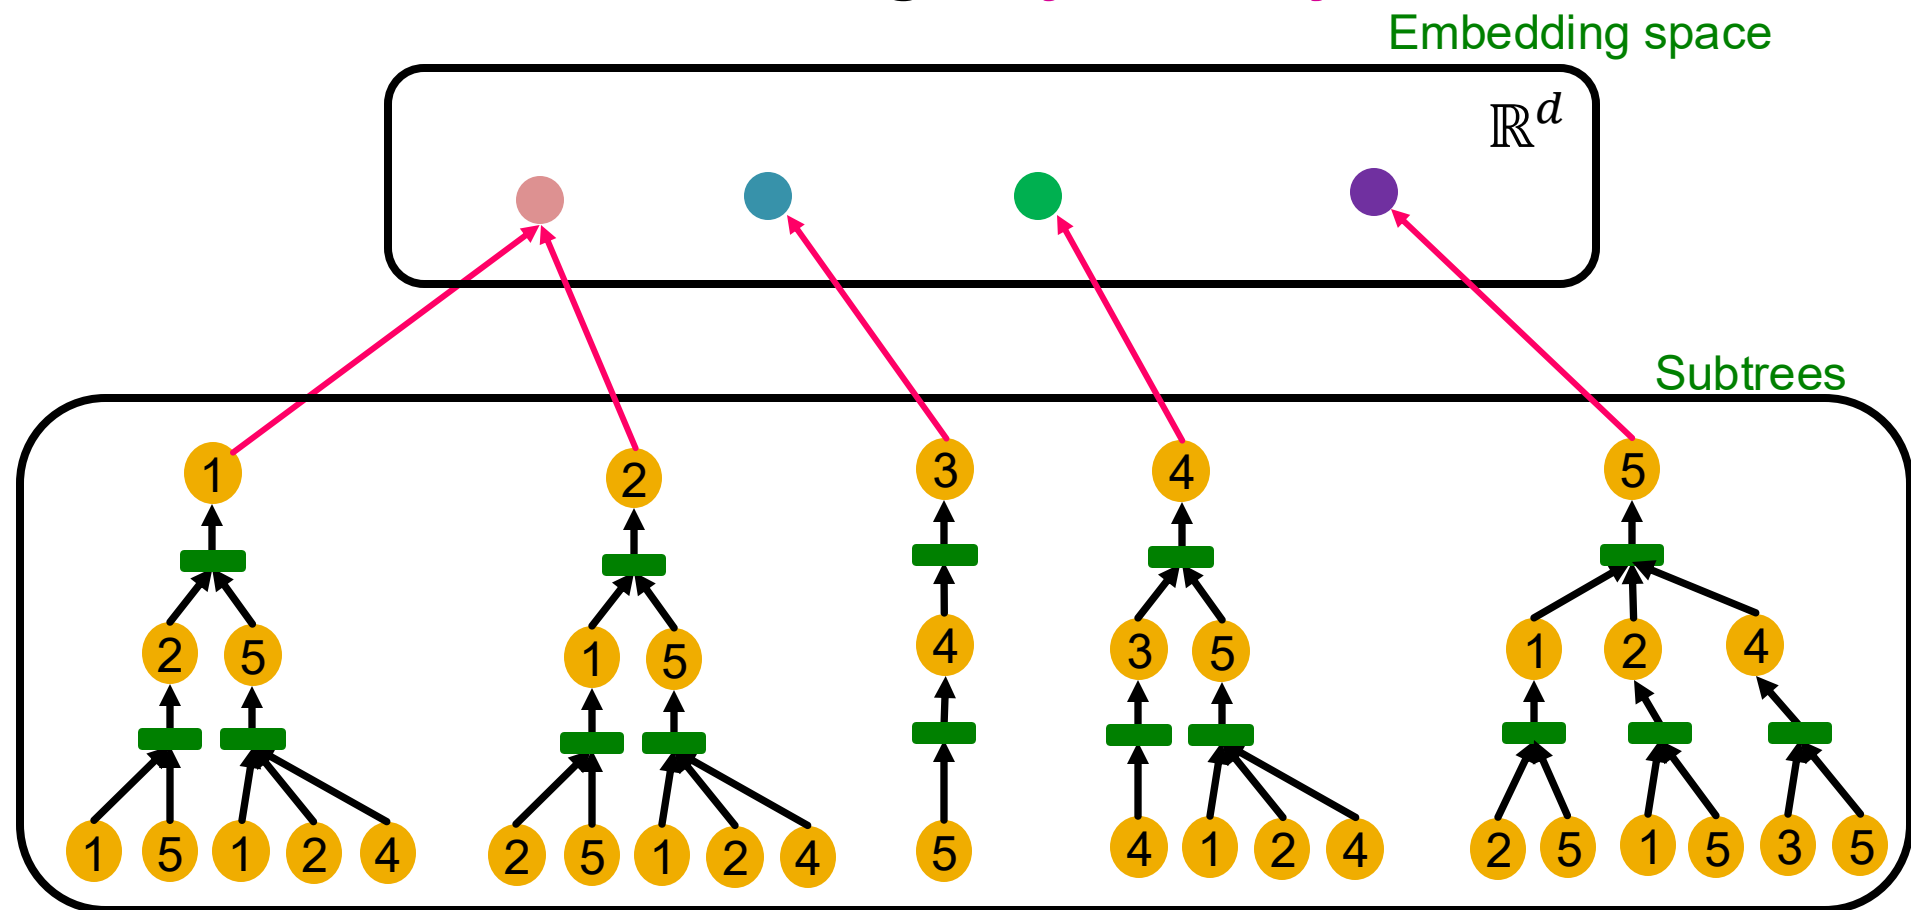 Embedding space
ℝ^d
Subtrees
1 2 3 4 5
2 5 1 5 4 3 5 1 2 4
1 5 1 2 4 2 5 1 2 4 5 4 1 2 4 2 5 1 5 3 5